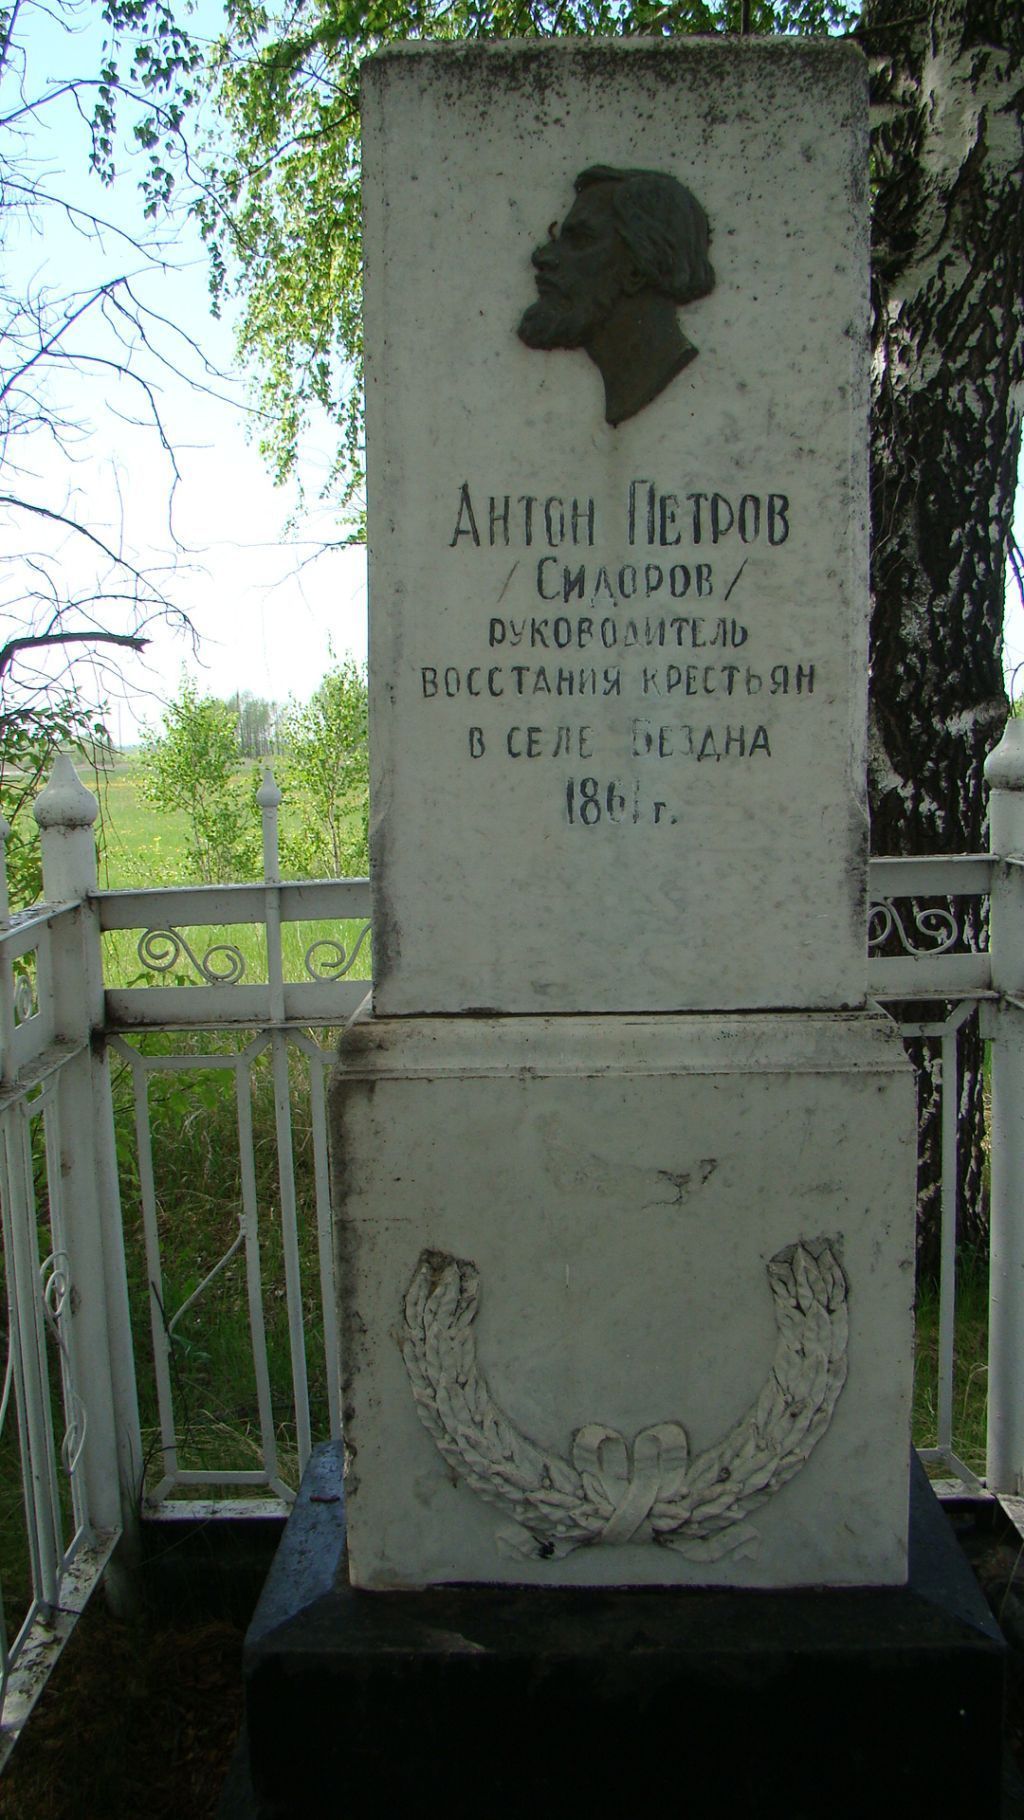 Антон Петров
/Сидоров/
руководитель
восстания крестьян
в селе Бездна
1861 г.